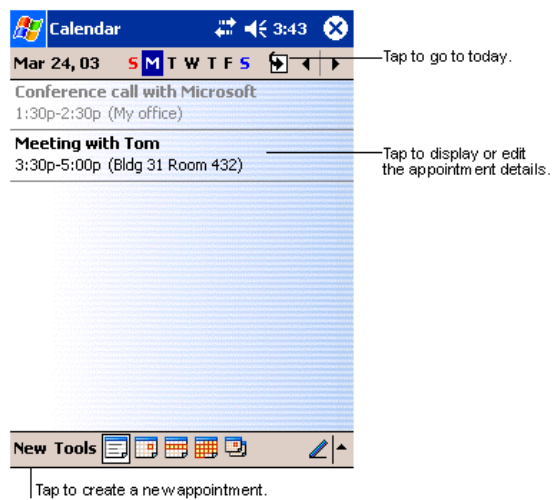 Calendar 3:43
Mar 24, 03 S M T W T F S
Tap to go to today.
Conference call with Microsoft
1:30p-2:30p (My office)
Meeting with Tom
3:30p-5:00p (Bldg 31 Room 432)
Tap to display or edit
the appointment details.
New Tools
Tap to create a new appointment.